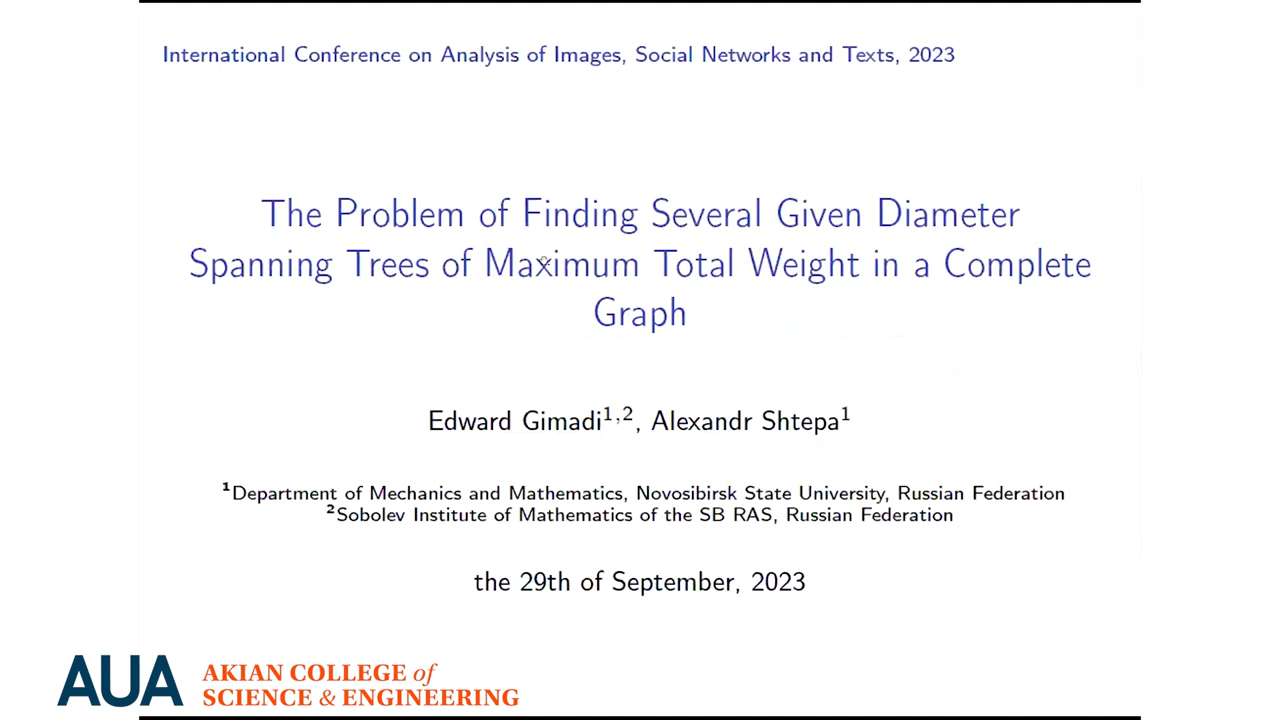 International Conference on Analysis of Images, Social Networks and Texts, 2023
The Problem of Finding Several Given Diameter
Spanning Trees of Maximum Total Weight in a Complete
Graph
Edward Gimadi¹,², Alexandr Shtepa¹
¹Department of Mechanics and Mathematics, Novosibirsk State University, Russian Federation
²Sobolev Institute of Mathematics of the SB RAS, Russian Federation
the 29th of September, 2023
AUA AKIAN COLLEGE of
SCIENCE & ENGINEERING